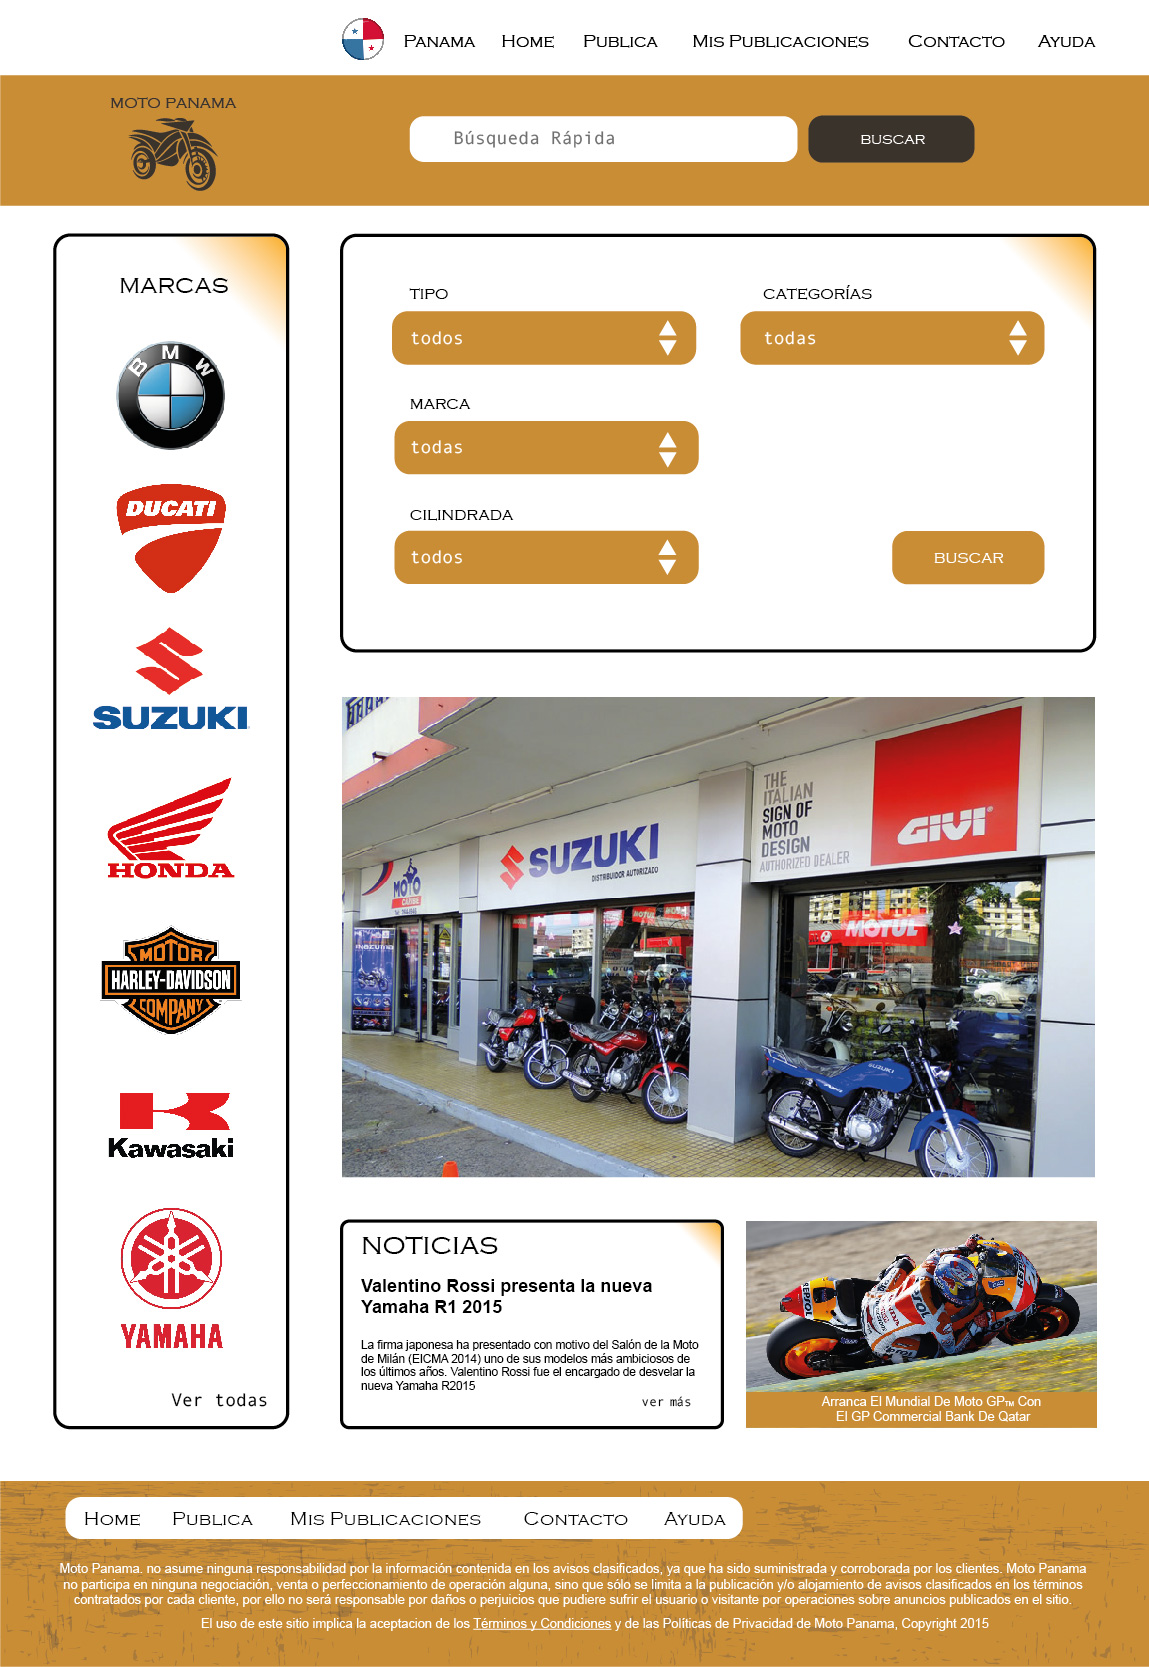 Panama Home Publica Mis Publicaciones Contacto Ayuda
MOTO PANAMA
Búsqueda Rápida
BUSCAR
MARCAS
BMW
DUCATI
SUZUKI
HONDA
MOTOR
HARLEY-DAVIDSON
COMPANY
Kawasaki
YAMAHA
Ver todas
TIPO
todos
CATEGORÍAS
todas
MARCA
todas
CILINDRADA
todos
BUSCAR
MOTO
SUZUKI
DISTRIBUIDOR AUTORIZADO
THE
ITALIAN
SIGN OF
MOTO
DESIGN
AUTHORIZED DEALER
GIVI
MOTUL
MOTUL
SUZUKI
NOTICIAS
Valentino Rossi presenta la nueva
Yamaha R1 2015
La firma japonesa ha presentado con motivo del Salón de la Moto
de Milán (EICMA 2014) uno de sus modelos más ambiciosos de
los últimos años. Valentino Rossi fue el encargado de desvelar la
nueva Yamaha R2015
ver más
REPSOL
Arranca El Mundial De Moto GP™ Con
El GP Commercial Bank De Qatar
Home Publica Mis Publicaciones Contacto Ayuda
Moto Panama. no asume ninguna responsabilidad por la información contenida en los avisos clasificados, ya que ha sido suministrada y corroborada por los clientes. Moto Panama
no participa en ninguna negociación, venta o perfeccionamiento de operación alguna, sino que sólo se limita a la publicación y/o alojamiento de avisos clasificados en los términos
contratados por cada cliente, por ello no será responsable por daños o perjuicios que pudiere sufrir el usuario o visitante por operaciones sobre anuncios publicados en el sitio.
El uso de este sitio implica la aceptacion de los Términos y Condiciones y de las Políticas de Privacidad de Moto Panama, Copyright 2015